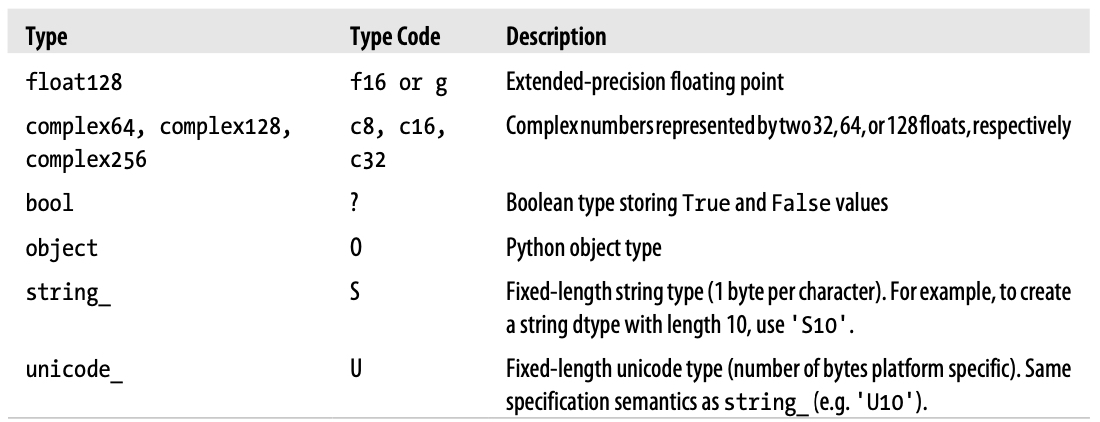 Type Type Code Description
float128 f16 or g Extended-precision floating point
complex64, complex128, c8, c16, Complex numbers represented by two 32, 64, or 128 floats, respectively
complex256 c32
bool ? Boolean type storing True and False values
object O Python object type
string_ S Fixed-length string type (1 byte per character). For example, to create
a string dtype with length 10, use 'S10'.
unicode_ U Fixed-length unicode type (number of bytes platform specific). Same
specification semantics as string_ (e.g. 'U10').